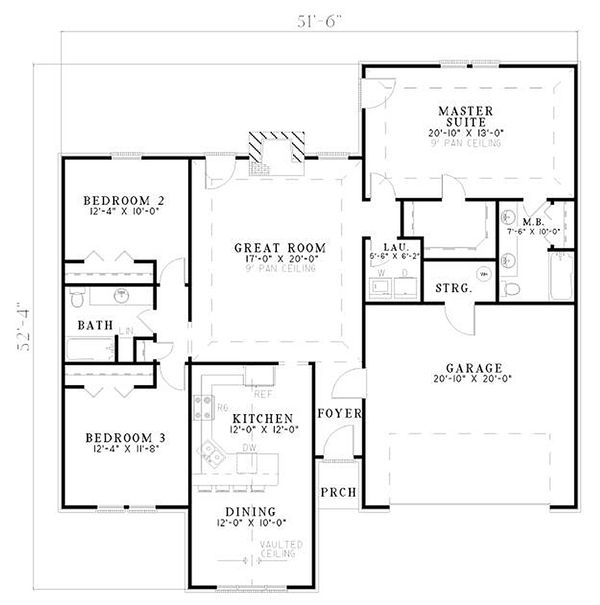 51'-6"
52'-4"
MASTER
SUITE
20'-10" X 13'-0"
9' PAN CEILING
BEDROOM 2
12'-4" X 10'-0"
GREAT ROOM
17'-0" X 20'-0"
9' PAN CEILING
LAU.
5'-6" X 6'-2"
W
D
M.B.
7'-6" X 10'-0"
STRG.
WH
BATH
LIN
GARAGE
20'-10" X 20'-0"
REF.
KITCHEN
12'-0" X 12'-0"
DW
FOYER
BEDROOM 3
12'-4" X 11'-8"
PRCH
DINING
12'-0" X 10'-0"
VAULTED
CEILING